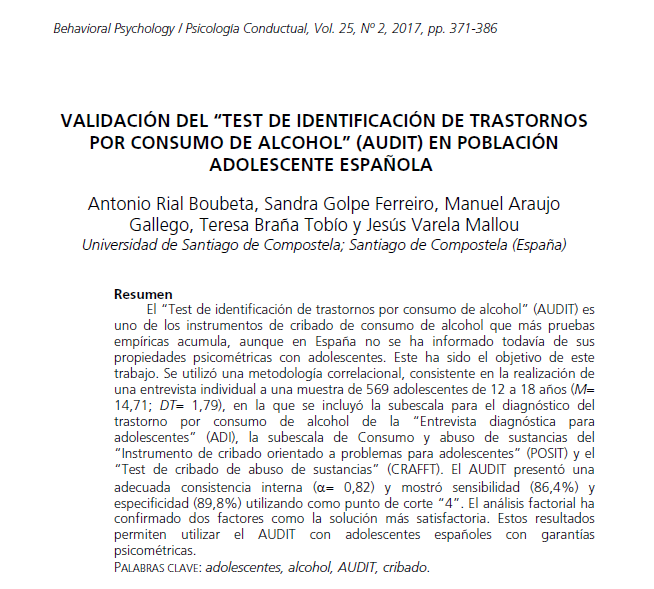 Behavioral Psychology / Psicología Conductual, Vol. 25, Nº 2, 2017, pp. 371-386
VALIDACIÓN DEL “TEST DE IDENTIFICACIÓN DE TRASTORNOS
POR CONSUMO DE ALCOHOL” (AUDIT) EN POBLACIÓN
ADOLESCENTE ESPAÑOLA
Antonio Rial Boubeta, Sandra Golpe Ferreiro, Manuel Araujo
Gallego, Teresa Braña Tobío y Jesús Varela Mallou
Universidad de Santiago de Compostela; Santiago de Compostela (España)
Resumen
El “Test de identificación de trastornos por consumo de alcohol” (AUDIT) es
uno de los instrumentos de cribado de consumo de alcohol que más pruebas
empíricas acumula, aunque en España no se ha informado todavía de sus
propiedades psicométricas con adolescentes. Este ha sido el objetivo de este
trabajo. Se utilizó una metodología correlacional, consistente en la realización de
una entrevista individual a una muestra de 569 adolescentes de 12 a 18 años (M=
14,71; DT= 1,79), en la que se incluyó la subescala para el diagnóstico del
trastorno por consumo de alcohol de la “Entrevista diagnóstica para
adolescentes” (ADI), la subescala de Consumo y abuso de sustancias del
“Instrumento de cribado orientado a problemas para adolescentes” (POSIT) y el
“Test de cribado de abuso de sustancias” (CRAFFT). El AUDIT presentó una
adecuada consistencia interna (α= 0,82) y mostró sensibilidad (86,4%) y
especificidad (89,8%) utilizando como punto de corte “4”. El análisis factorial ha
confirmado dos factores como la solución más satisfactoria. Estos resultados
permiten utilizar el AUDIT con adolescentes españoles con garantías
psicométricas.
PALABRAS CLAVE: adolescentes, alcohol, AUDIT, cribado.